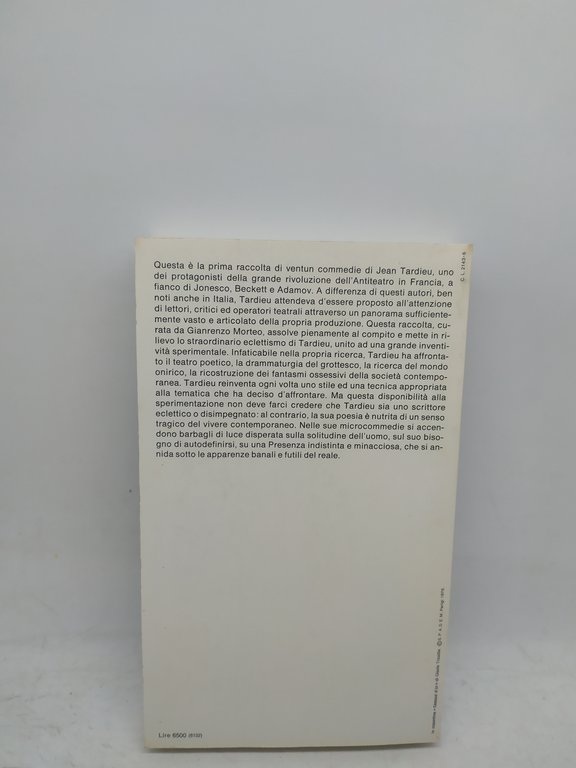 Questa è la prima raccolta di ventun commedie di Jean Tardieu, uno
dei protagonisti della grande rivoluzione dell'Antiteatro in Francia, a
fianco di Jonesco, Beckett e Adamov. A differenza di questi autori, ben
noti anche in Italia, Tardieu attendeva d'essere proposto all'attenzione
di lettori, critici ed operatori teatrali attraverso un panorama sufficiente-
mente vasto e articolato della propria produzione. Questa raccolta, cu-
rata da Gianrenzo Morteo, assolve pienamente al compito e mette in ri-
lievo lo straordinario eclettismo di Tardieu, unito ad una grande inventi-
vità sperimentale. Infaticabile nella propria ricerca, Tardieu ha affronta-
to il teatro poetico, la drammaturgia del grottesco, la ricerca del mondo
onirico, la ricostruzione dei fantasmi ossessivi della società contempo-
ranea. Tardieu reinventa ogni volta uno stile ed una tecnica appropriata
alla tematica che ha deciso d'affrontare. Ma questa disponibilità alla
sperimentazione non deve farci credere che Tardieu sia uno scrittore
eclettico o disimpegnato: al contrario, la sua poesia è nutrita di un senso
tragico del vivere contemporaneo. Nelle sue microcommedie si accen-
dono barbagli di luce disperata sulla solitudine dell'uomo, sul suo biso-
gno di autodefinirsi, su una Presenza indistinta e minacciosa, che si an-
nida sotto le apparenze banali e futili del reale.
C. L. 2143-6
In copertina: di © S.P.A.D.E.M. Parigi 1976
Lire 6500